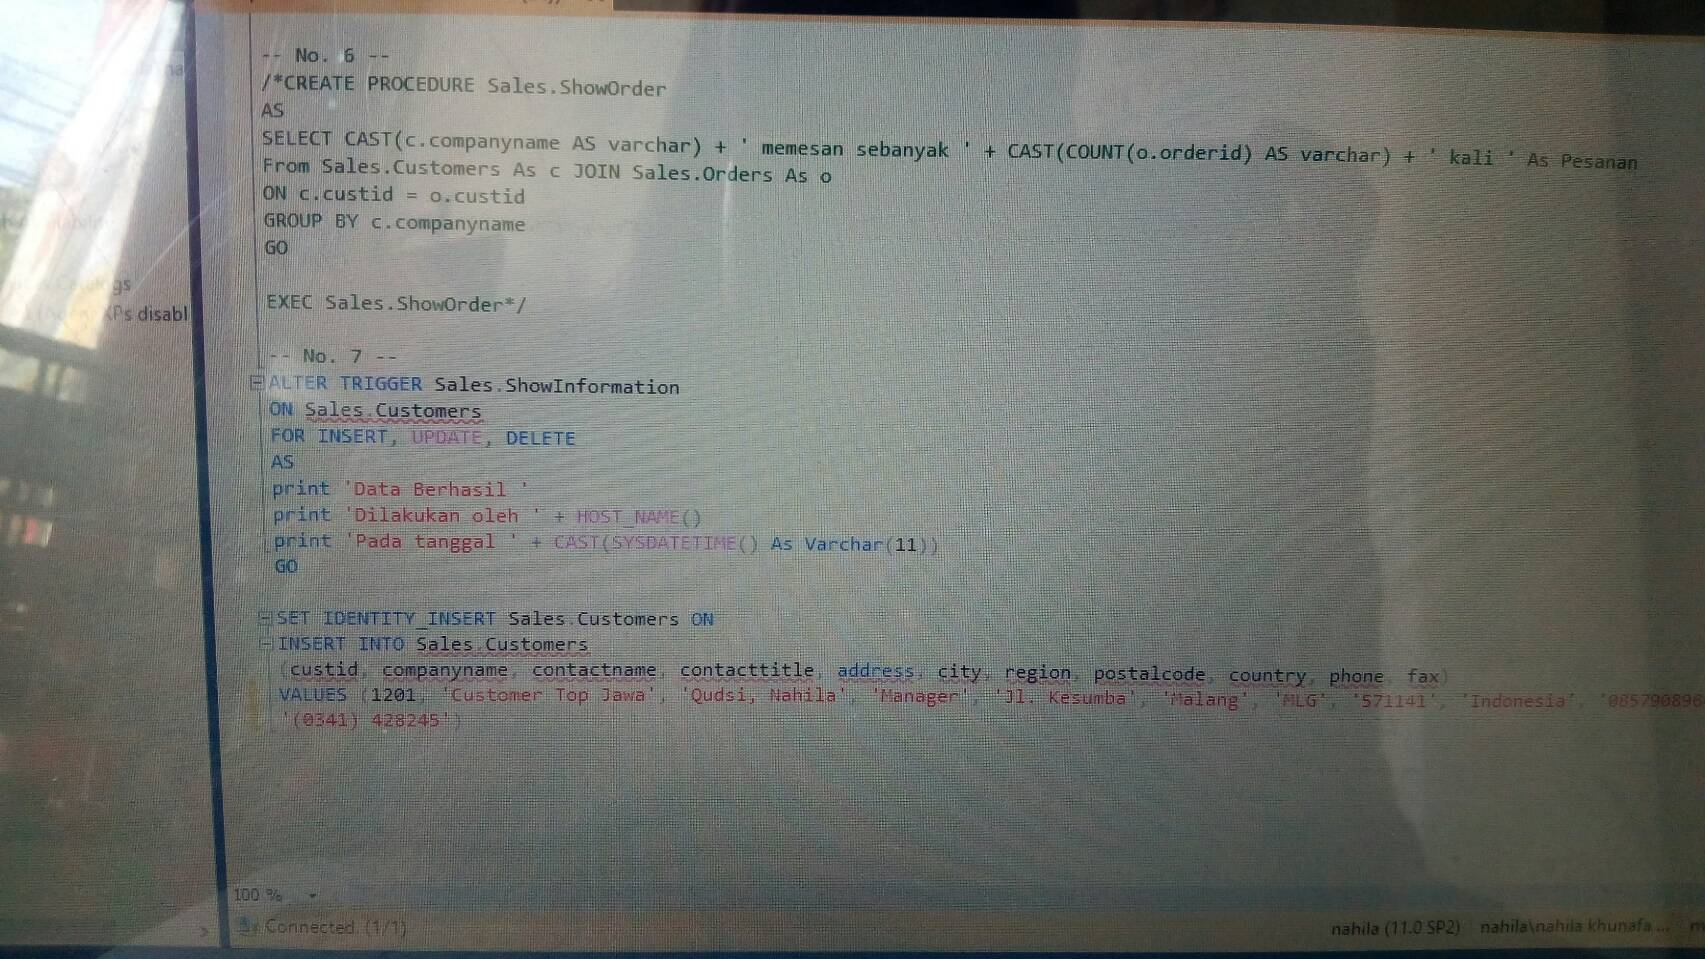 -- No. 6 --
/*CREATE PROCEDURE Sales.ShowOrder
AS
SELECT CAST(c.companyname AS varchar) + ' memesan sebanyak ' + CAST(COUNT(o.orderid) AS varchar) + ' kali ' As Pesanan
From Sales.Customers As c JOIN Sales.Orders As o
ON c.custid = o.custid
GROUP BY c.companyname
GO
EXEC Sales.ShowOrder*/
-- No. 7 --
ALTER TRIGGER Sales.ShowInformation
ON Sales.Customers
FOR INSERT, UPDATE, DELETE
AS
print 'Data Berhasil '
print 'Dilakukan oleh ' + HOST_NAME()
print 'Pada tanggal ' + CAST(SYSDATETIME() As Varchar(11))
GO
SET IDENTITY_INSERT Sales.Customers ON
INSERT INTO Sales.Customers
(custid, companyname, contactname, contacttitle, address, city, region, postalcode, country, phone, fax)
VALUES (1201, 'Customer Top Jawa', 'Qudsi, Nahila', 'Manager', 'Jl. Kesumba', 'Malang', 'MLG', '571141', 'Indonesia', '085790896
'(0341) 428245')
XPs disabl
100 %
Connected. (1/1)
nahila (11.0 SP2)
nahila\nahila khunafa ...